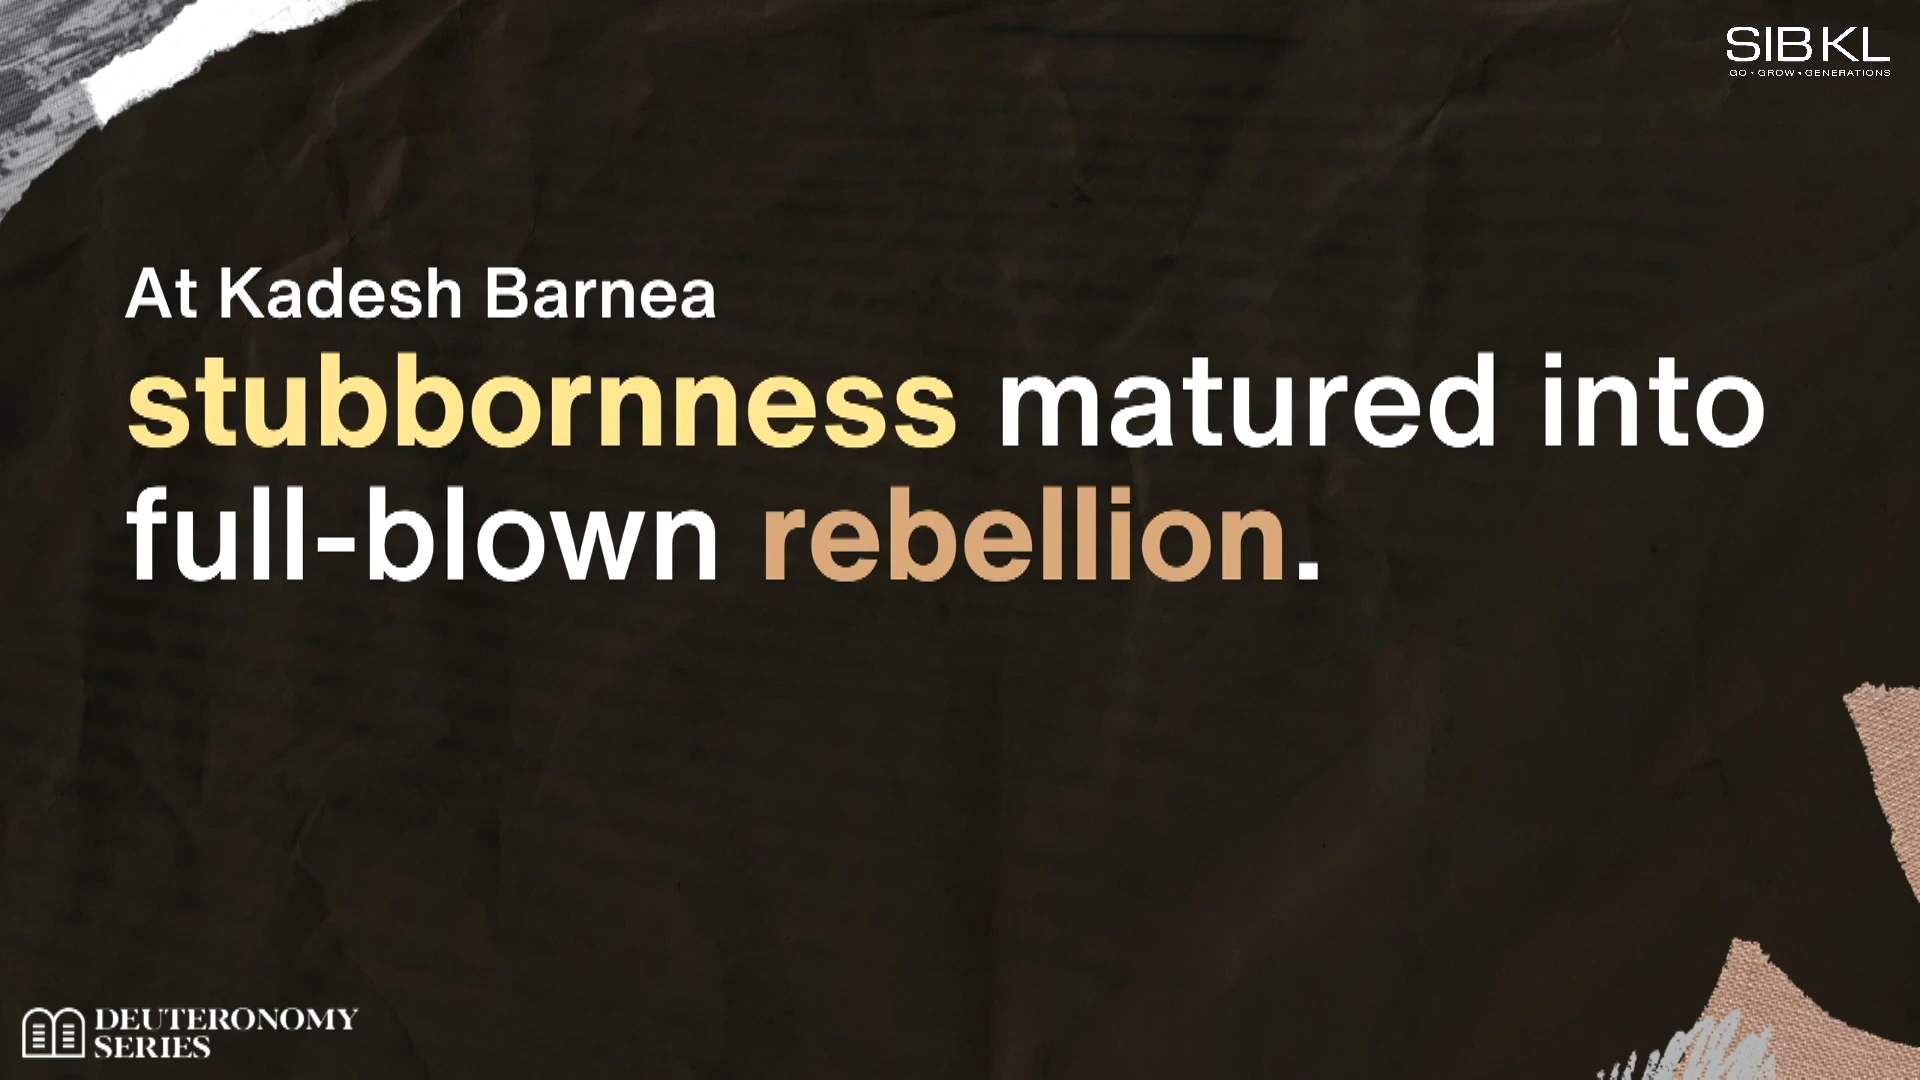 SIBKL
GO • GROW • GENERATIONS
At Kadesh Barnea
stubbornness matured into
full-blown rebellion.
DEUTERONOMY
SERIES